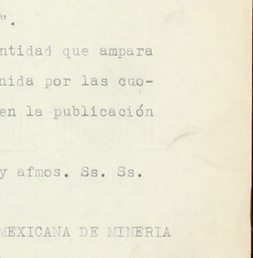 ".
ntidad que ampara
nida por las cuo-
en la publicación
y afmos. Ss. Ss.
MEXICANA DE MINERIA